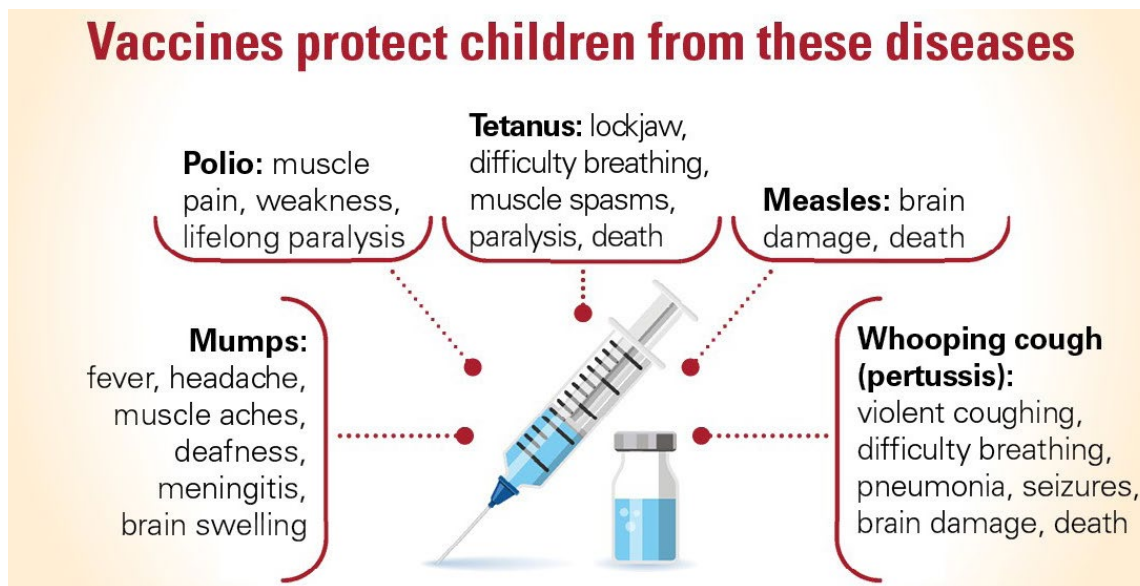 Vaccines protect children from these diseases
Polio: muscle
pain, weakness,
lifelong paralysis
Tetanus: lockjaw,
difficulty breathing,
muscle spasms,
paralysis, death
Measles: brain
damage, death
Mumps:
fever, headache,
muscle aches,
deafness,
meningitis,
brain swelling
Whooping cough
(pertussis):
violent coughing,
difficulty breathing,
pneumonia, seizures,
brain damage, death